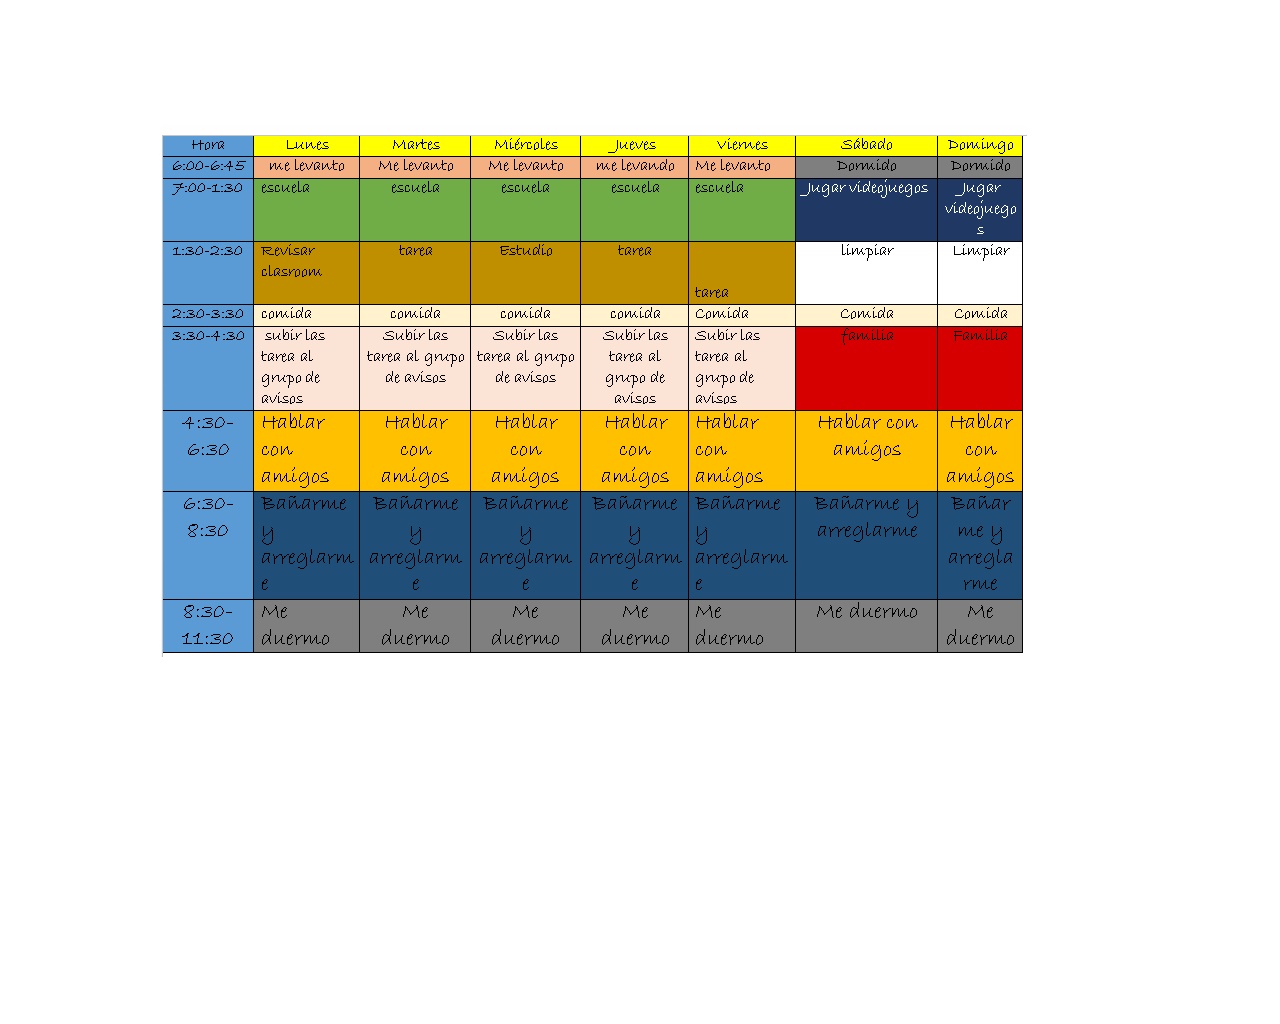 Hora Lunes Martes Miércoles Jueves Viernes Sábado Domingo
6:00-6:45 me levanto Me levanto Me levanto me levando Me levanto Dormido Dormido
7:00-1:30 escuela escuela escuela escuela escuela Jugar videojuegos Jugar
videojuego
s
1:30-2:30 Revisar tarea Estudio tarea limpiar Limpiar
clasroom
tarea
2:30-3:30 comida comida comida comida Comida Comida Comida
3:30-4:30 subir las Subir las Subir las Subir las Subir las familia Familia
tarea al tarea al grupo tarea al grupo tarea al tarea al
grupo de de avisos de avisos grupo de grupo de
avisos avisos avisos
4:30- Hablar Hablar Hablar Hablar Hablar Hablar con Hablar
6:30 con con con con con amigos con
amigos amigos amigos amigos amigos amigos
6:30- Bañarme Bañarme Bañarme Bañarme Bañarme Bañarme y Bañar
8:30 y y y y y arreglarme me y
arreglarm arreglarm arreglarm arreglarm arreglarm arregla
e e e e e rme
8:30- Me Me Me Me Me Me duermo Me
11:30 duermo duermo duermo duermo duermo duermo